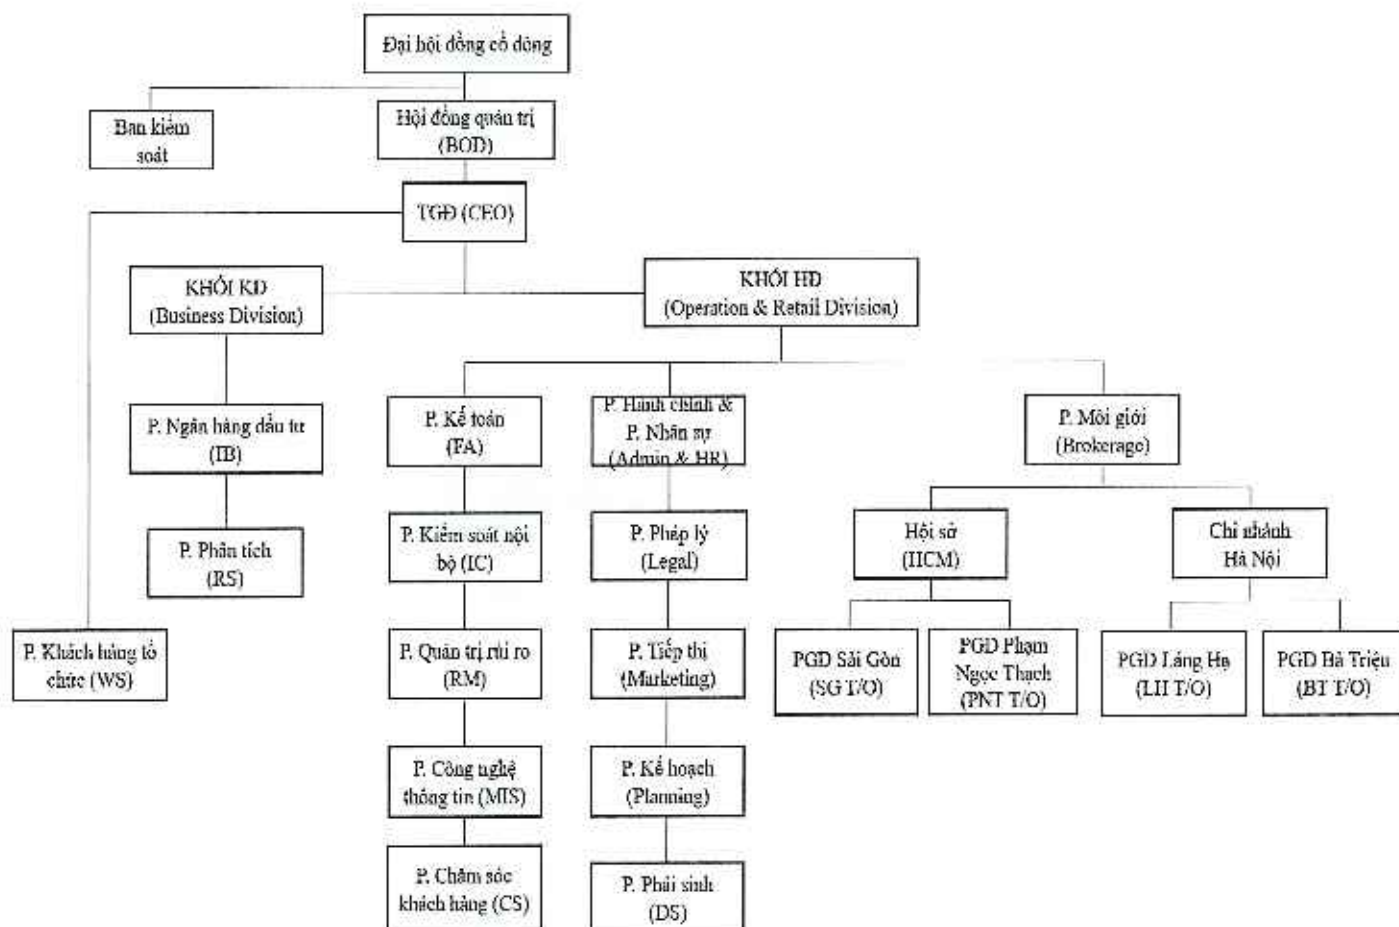 Đại hội đồng cổ đông
Ban kiểm
soát
Hội đồng quản trị
(BOD)
TGĐ (CEO)
KHỐI KD
(Business Division)
KHỐI HĐ
(Operation & Retail Division)
P. Ngân hàng đầu tư
(IB)
P. Kế toán
(FA)
P. Hành chính &
P. Nhân sự
(Admin & HR)
P. Môi giới
(Brokerage)
P. Phân tích
(RS)
P. Kiểm soát nội
bộ (IC)
P. Pháp lý
(Legal)
Hội sở
(HCM)
Chi nhánh
Hà Nội
P. Khách hàng tổ
chức (WS)
P. Quản trị rủi ro
(RM)
P. Tiếp thị
(Marketing)
PGD Sài Gòn
(SG T/O)
PGD Phạm
Ngọc Thạch
(PNT T/O)
PGD Láng Hạ
(LH T/O)
PGD Bà Triệu
(BT T/O)
P. Công nghệ
thông tin (MIS)
P. Kế hoạch
(Planning)
P. Chăm sóc
khách hàng (CS)
P. Phái sinh
(DS)